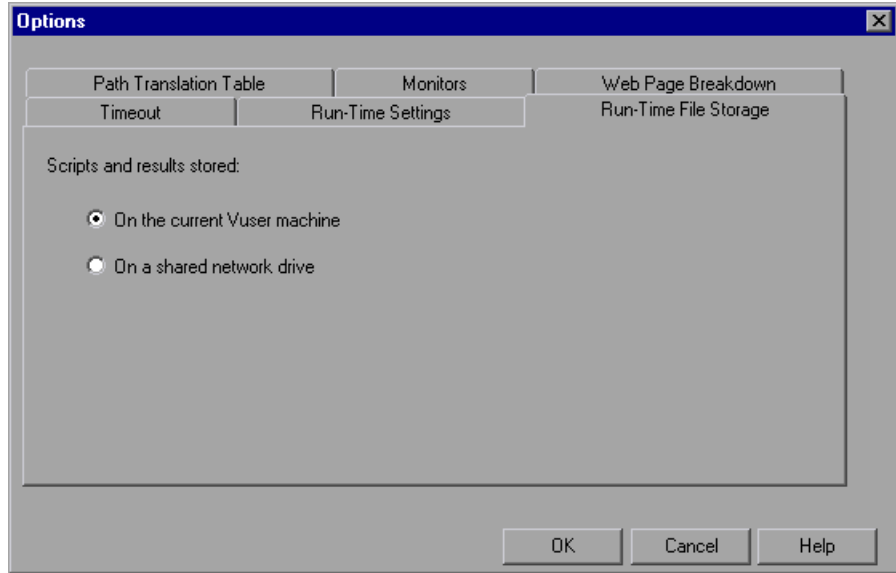 Options
Path Translation Table
Monitors
Web Page Breakdown
Timeout
Run-Time Settings
Run-Time File Storage
Scripts and results stored:
On the current Vuser machine
On a shared network drive
OK
Cancel
Help